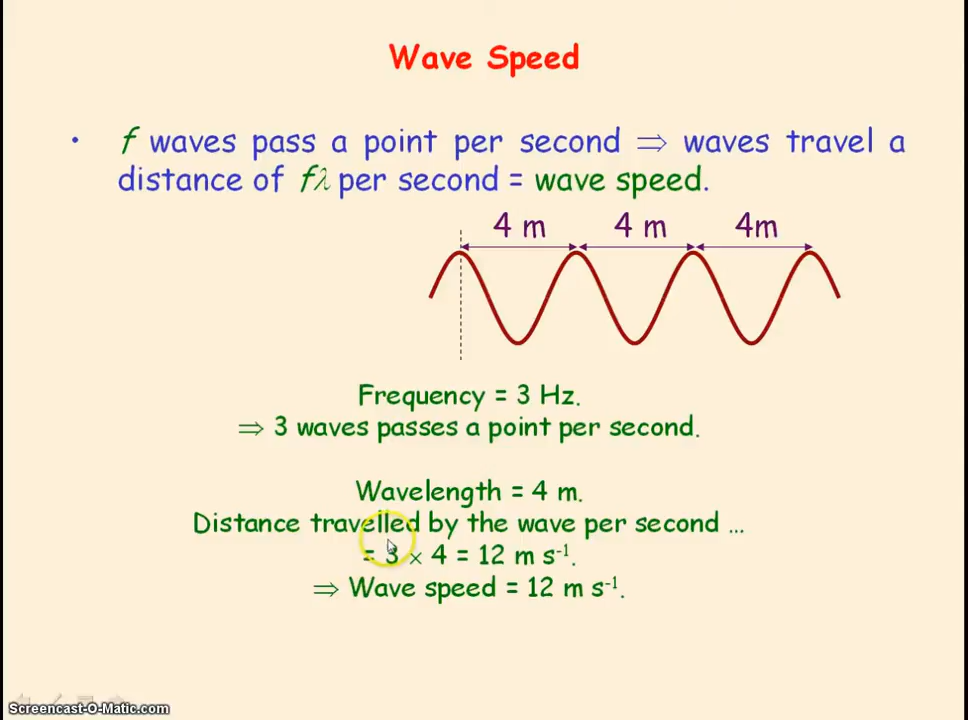 Wave Speed
• f waves pass a point per second ⇒ waves travel a
distance of fλ per second = wave speed.
4 m 4 m 4m
Frequency = 3 Hz.
⇒ 3 waves passes a point per second.
Wavelength = 4 m.
Distance travelled by the wave per second ...
= 3 × 4 = 12 m s⁻¹.
⇒ Wave speed = 12 m s⁻¹.
Screencast-O-Matic.com